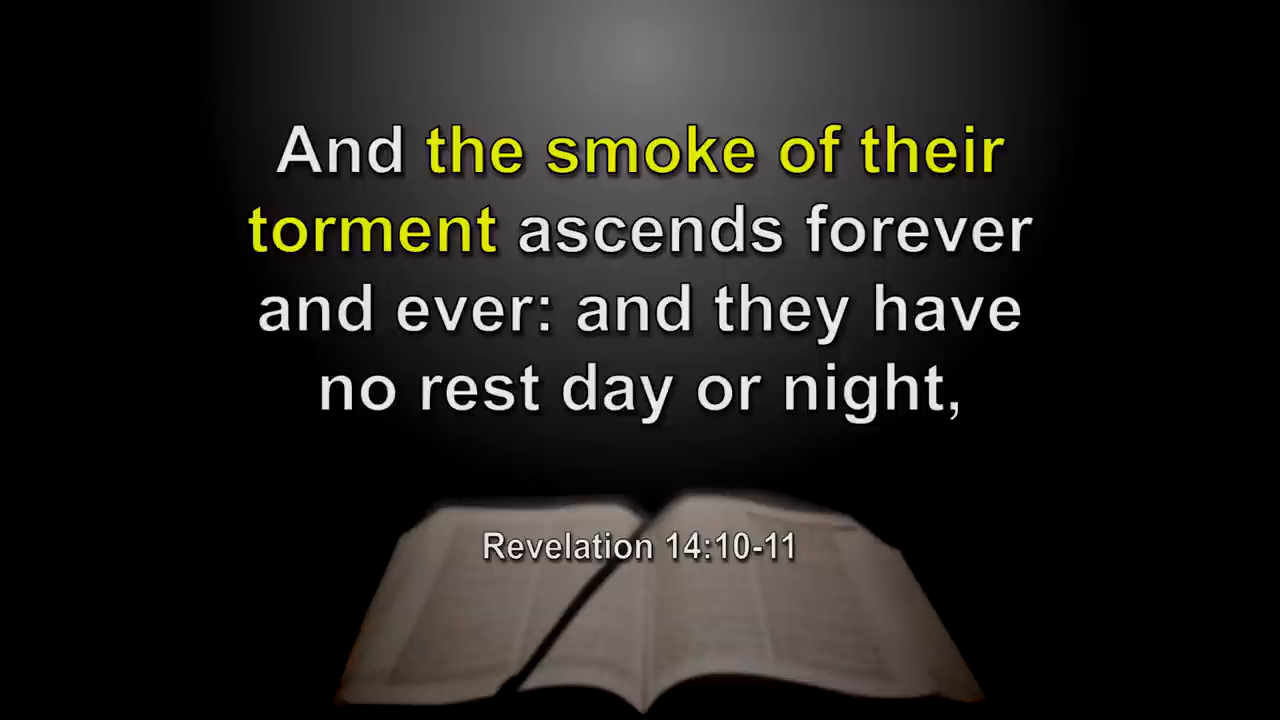 And the smoke of their
torment ascends forever
and ever: and they have
no rest day or night,
Revelation 14:10-11